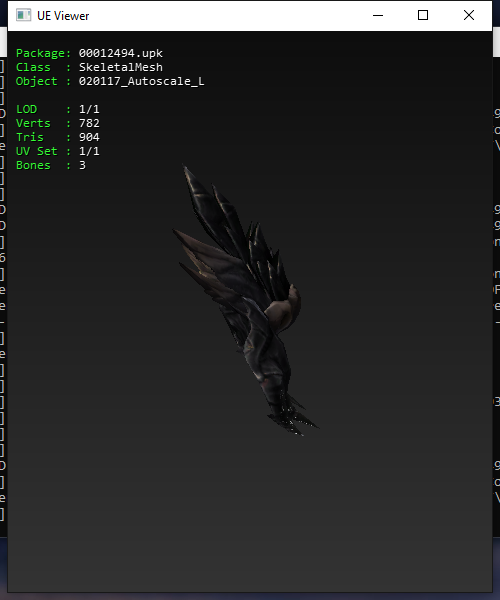 UE Viewer
Package: 00012494.upk
Class : SkeletalMesh
Object : 020117_Autoscale_L
LOD : 1/1
Verts : 782
Tris : 904
UV Set : 1/1
Bones : 3